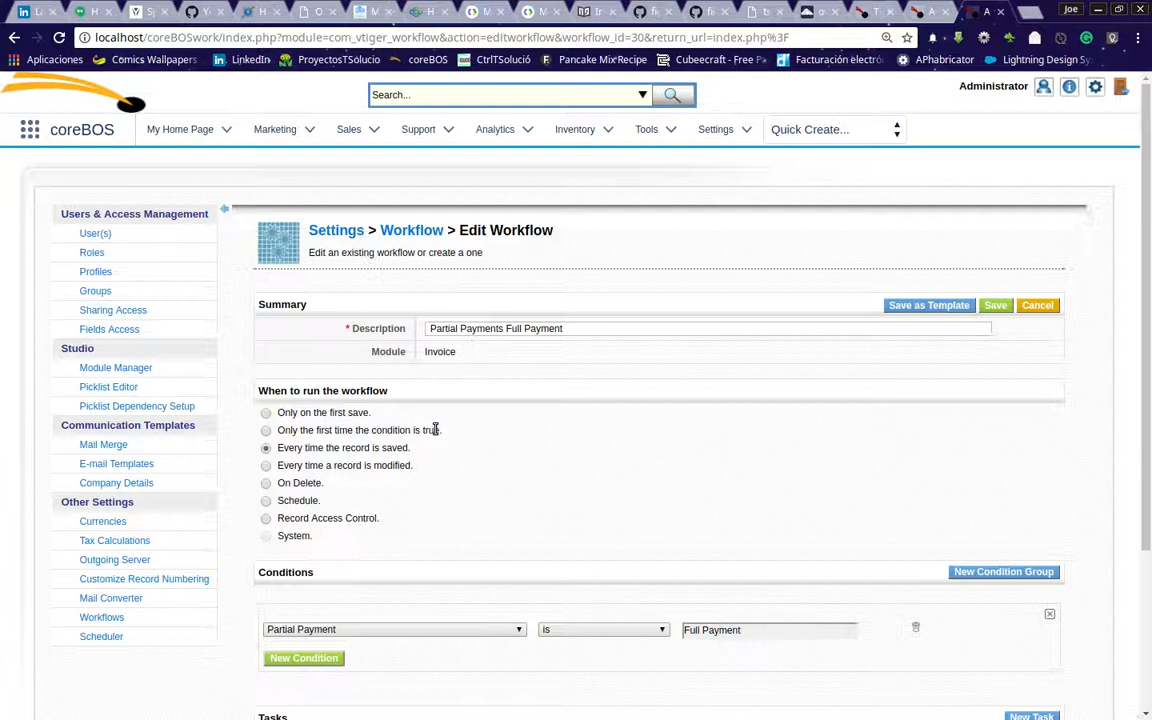 Joe
localhost/coreBOSwork/index.php?module=com_vtiger_workflow&action=editworkflow&workflow_id=30&return_url=index.php%3F
Aplicaciones
Comics Wallpapers
LinkedIn
ProyectosTSolucio
coreBOS
CtrlTSolució
Pancake MixRecipe
Cubeecraft - Free Pa
Facturación electró
APhabricator
Lightning Design Sy
Search...
Administrator
coreBOS
My Home Page
Marketing
Sales
Support
Analytics
Inventory
Tools
Settings
Quick Create...
Users & Access Management
User(s)
Roles
Profiles
Groups
Sharing Access
Fields Access
Studio
Module Manager
Picklist Editor
Picklist Dependency Setup
Communication Templates
Mail Merge
E-mail Templates
Company Details
Other Settings
Currencies
Tax Calculations
Outgoing Server
Customize Record Numbering
Mail Converter
Workflows
Scheduler
Settings > Workflow > Edit Workflow
Edit an existing workflow or create a one
Summary
Save as Template
Save
Cancel
* Description
Partial Payments Full Payment
Module
Invoice
When to run the workflow
Only on the first save.
Only the first time the condition is true.
Every time the record is saved.
Every time a record is modified.
On Delete.
Schedule.
Record Access Control.
System.
Conditions
New Condition Group
Partial Payment
is
Full Payment
New Condition
Tasks
New Task